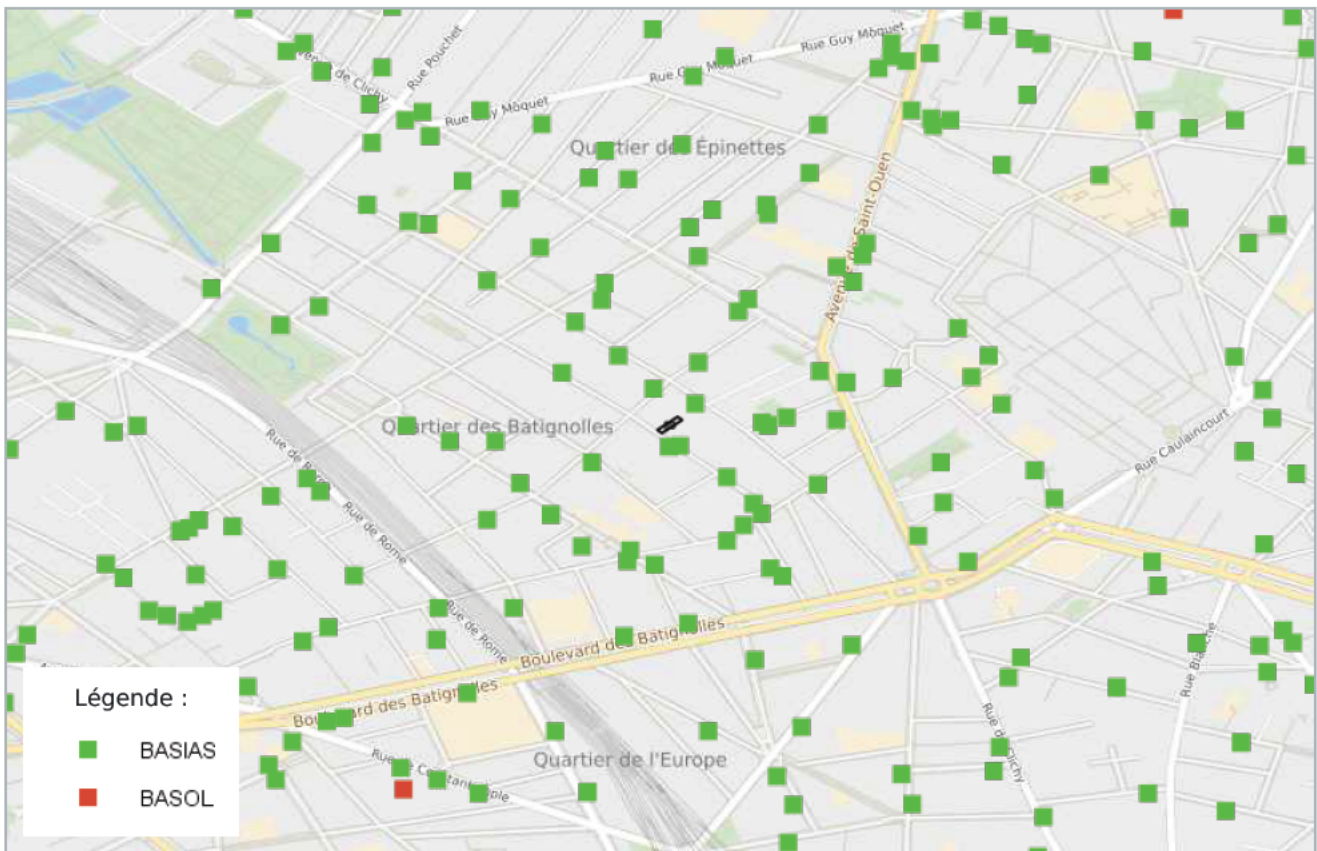 Rue Pouchet
venue de Clichy
Rue Guy Môquet
Rue Guy Môquet
Rue Guy Môquet
Quartier des Épinettes
Avenue de Saint-Ouen
Quartier des Batignolles
Rue de Rome
Rue de Rome
Rue de Rome
Rue Caulaincourt
Boulevard des Batignolles
Boulevard des Batignolles
Rue Blanche
Rue de Clichy
Rue de Constantinople
Quartier de l'Europe
Légende :
BASIAS
BASOL